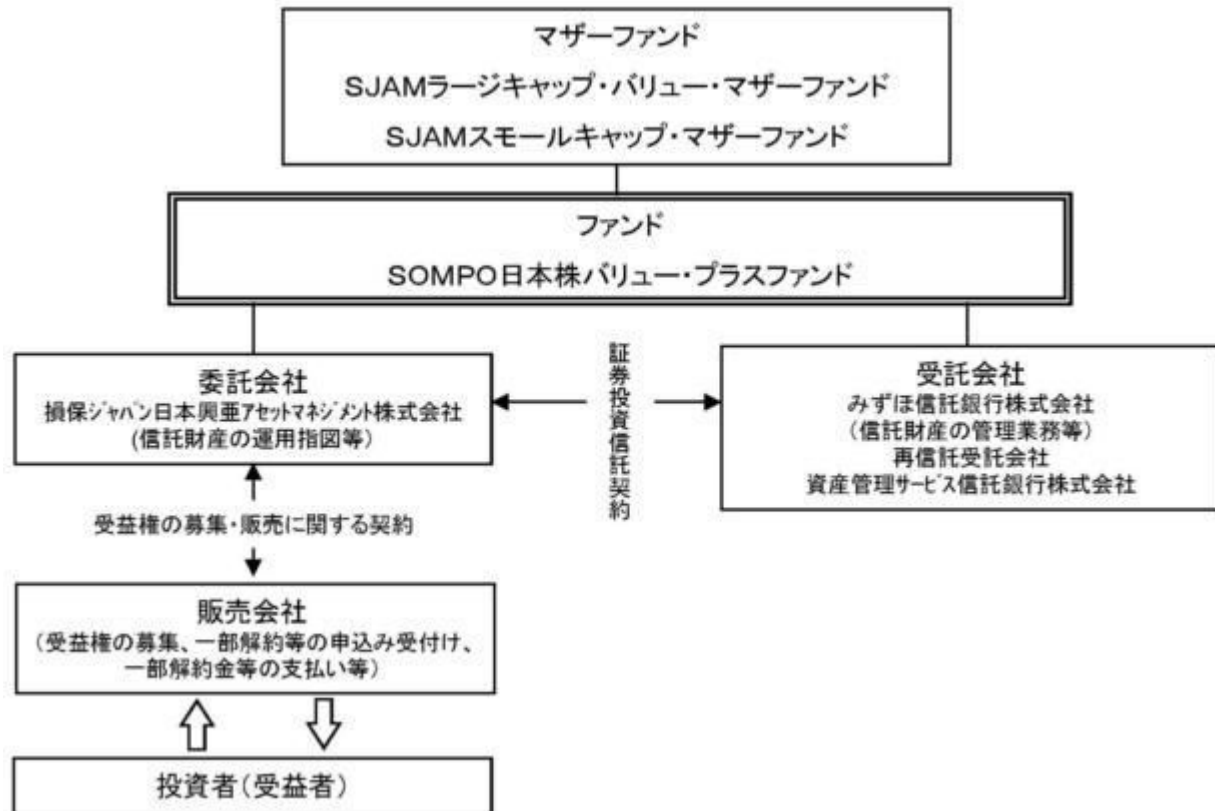 マザーファンド
SJAMラージキャップ・バリュー・マザーファンド
SJAMスモールキャップ・マザーファンド
ファンド
SOMPO日本株バリュー・プラスファンド
委託会社
損保ｼﾞｬﾊﾟﾝ日本興亜ｱｾｯﾄﾏﾈｼﾞﾒﾝﾄ株式会社
(信託財産の運用指図等)
証券投資信託契約
受託会社
みずほ信託銀行株式会社
(信託財産の管理業務等)
再信託受託会社
資産管理ｻｰﾋﾞｽ信託銀行株式会社
受益権の募集・販売に関する契約
販売会社
(受益権の募集、一部解約等の申込み受付け、
一部解約金等の支払い等)
投資者(受益者)